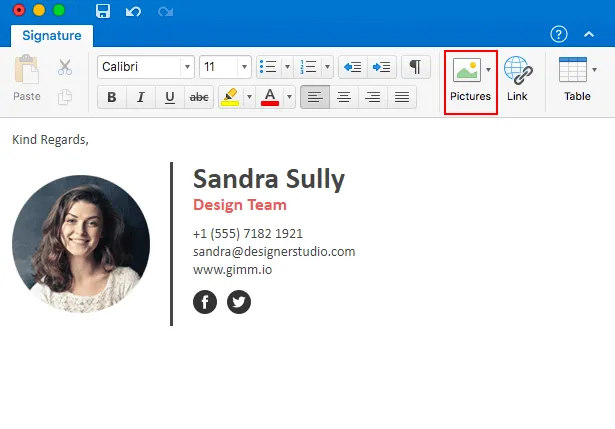 Signature
?
Paste
Calibri
11
B I U abc A
Pictures
Link
Table
Kind Regards,
Sandra Sully
Design Team
+1 (555) 7182 1921
sandra@designerstudio.com
www.gimm.io